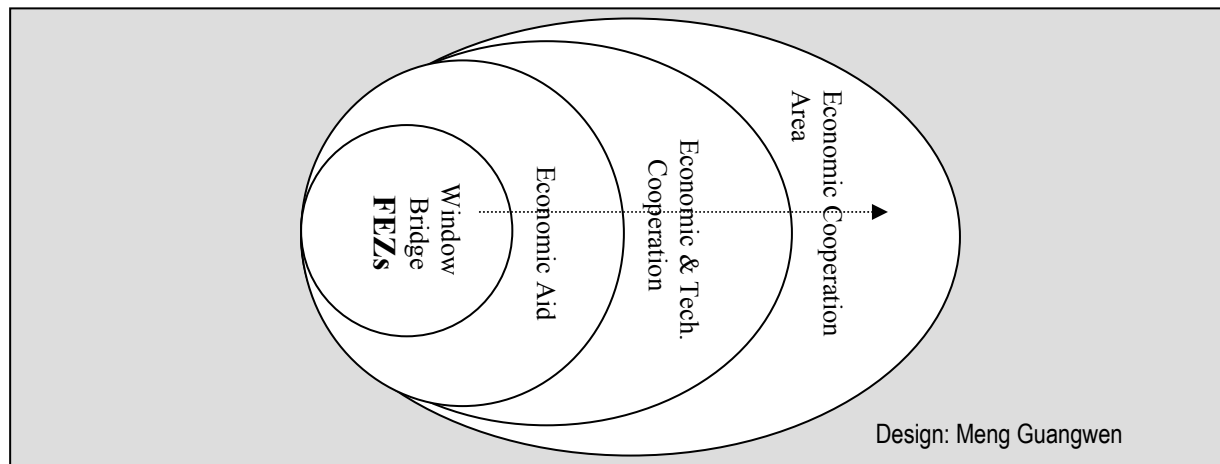 Window
Bridge
FEZs
Economic Aid
Economic & Tech.
Cooperation
Economic Cooperation
Area
Design: Meng Guangwen